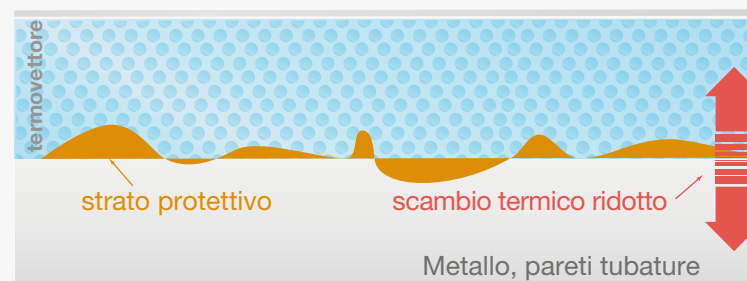 termovettore
strato protettivo
scambio termico ridotto
Metallo, pareti tubature